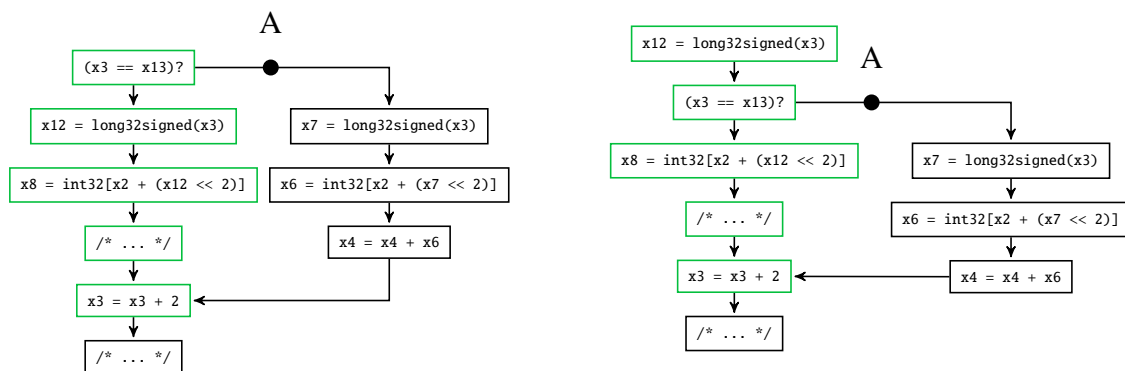 A
(x3 == x13)?
x12 = long32signed(x3)
x7 = long32signed(x3)
x8 = int32[x2 + (x12 << 2)]
x6 = int32[x2 + (x7 << 2)]
/* ... */
x4 = x4 + x6
x3 = x3 + 2
/* ... */
x12 = long32signed(x3)
A
(x3 == x13)?
x8 = int32[x2 + (x12 << 2)]
x7 = long32signed(x3)
/* ... */
x6 = int32[x2 + (x7 << 2)]
x3 = x3 + 2
x4 = x4 + x6
/* ... */